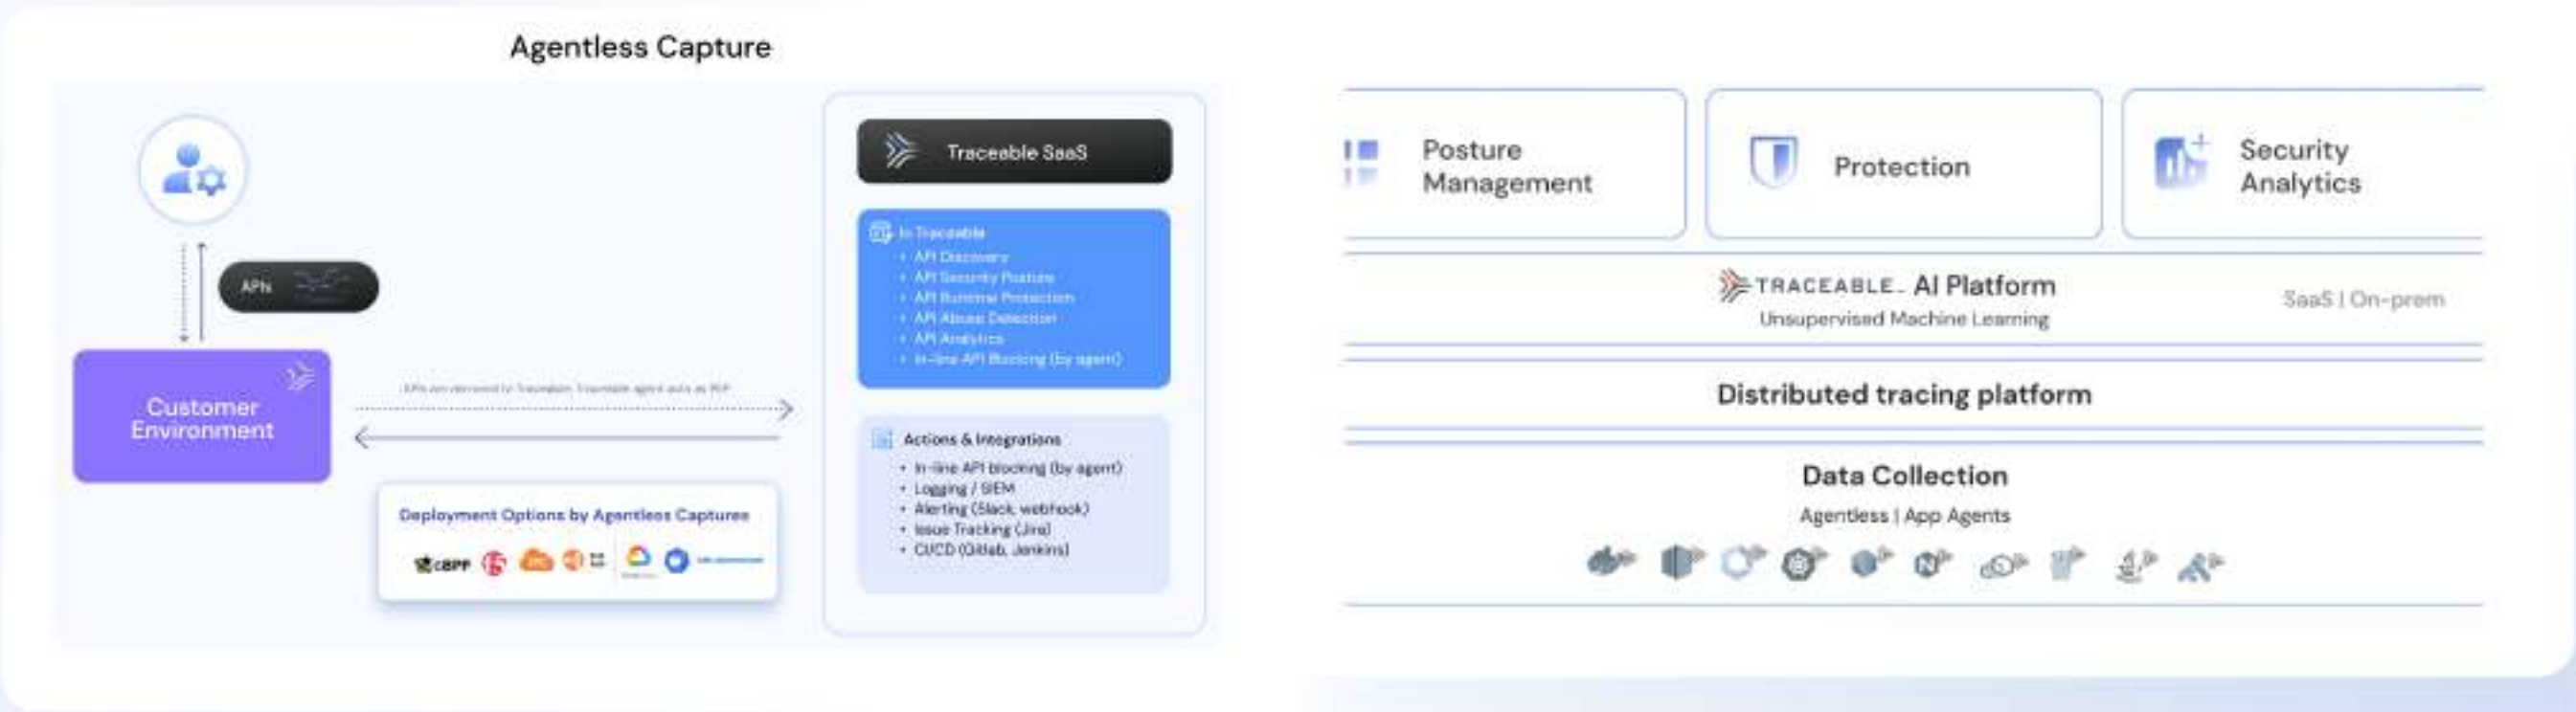 Agentless Capture
APIs
Customer
Environment
Deployment Options by Agentless Captures
eBPF
Traceable SaaS
In Traceable
• API Discovery
• API Security Posture
• API Runtime Protection
• API Abuse Detection
• API Analytics
• In-line API Blocking (by agent)
Actions & Integrations
• In-line API blocking (by agent)
• Logging / SIEM
• Alerting (Slack, webhook)
• Issue Tracking (Jira)
• CI/CD (Gitlab, Jenkins)
Posture
Management
Protection
Security
Analytics
TRACEABLE AI Platform
Unsupervised Machine Learning
SaaS | On-prem
Distributed tracing platform
Data Collection
Agentless | App Agents